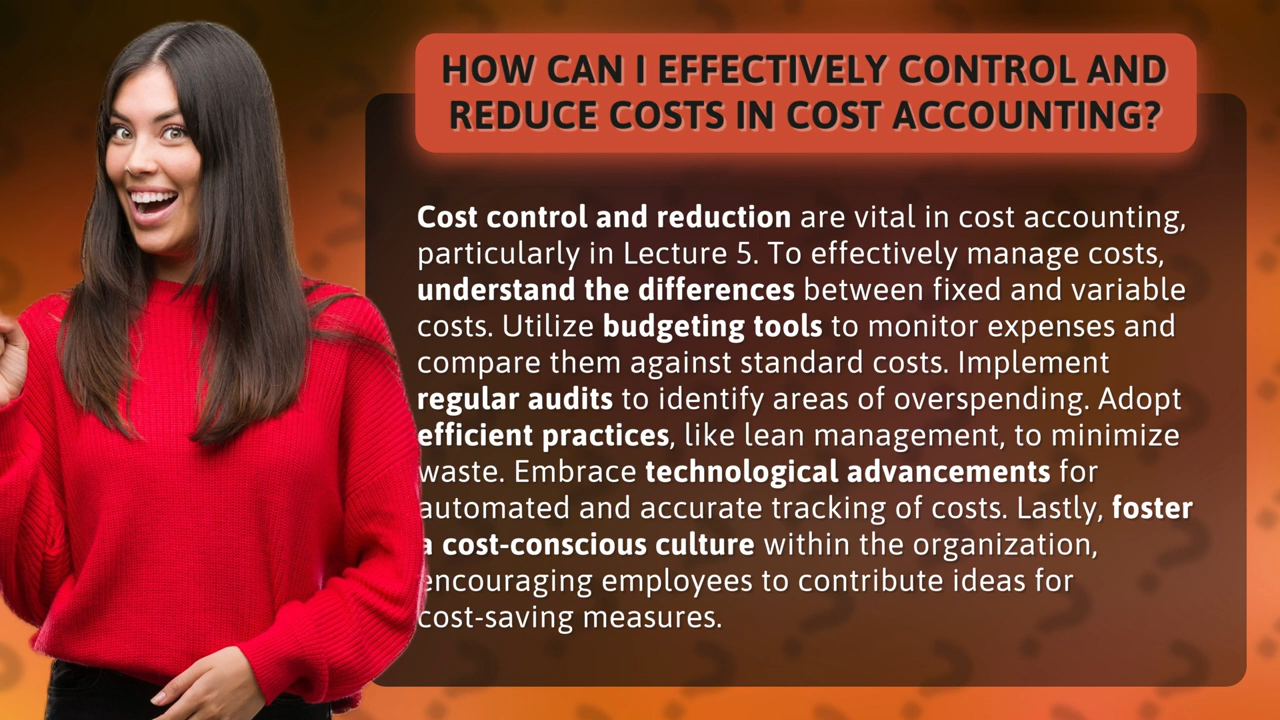 HOW CAN I EFFECTIVELY CONTROL AND
REDUCE COSTS IN COST ACCOUNTING?
Cost control and reduction are vital in cost accounting,
particularly in Lecture 5. To effectively manage costs,
understand the differences between fixed and variable
costs. Utilize budgeting tools to monitor expenses and
compare them against standard costs. Implement
regular audits to identify areas of overspending. Adopt
efficient practices, like lean management, to minimize
waste. Embrace technological advancements for
automated and accurate tracking of costs. Lastly, foster
a cost-conscious culture within the organization,
encouraging employees to contribute ideas for
cost-saving measures.